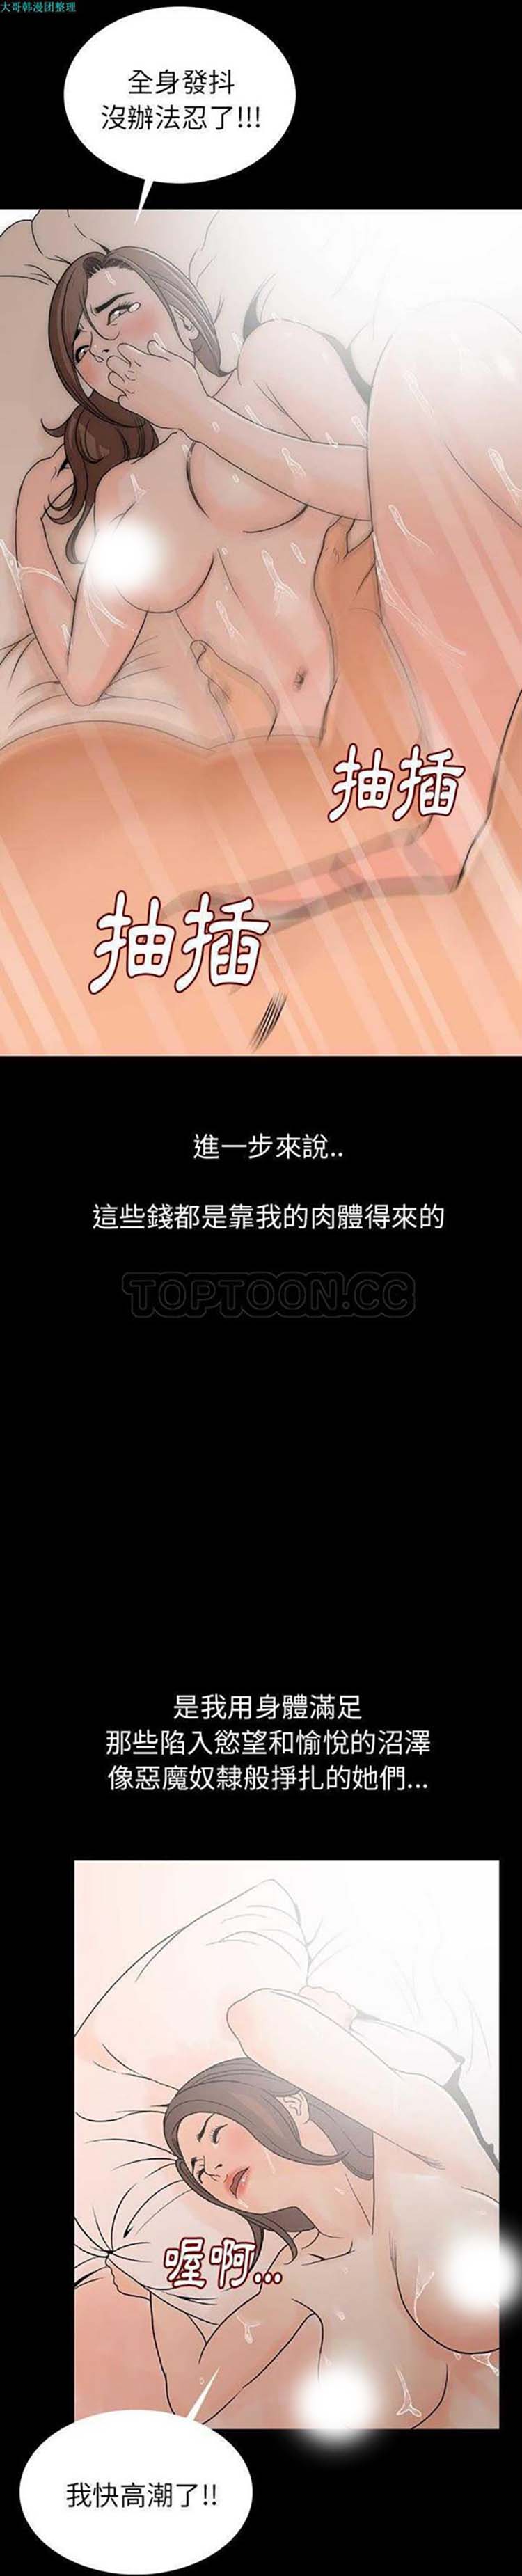 大哥韩漫团整理
全身發抖
沒辦法忍了!!!
抽插
抽插
進一步來說..
這些錢都是靠我的肉體得來的
TOPTOON.CC
是我用身體滿足
那些陷入慾望和愉悅的沼澤
像惡魔奴隸般掙扎的她們...
喔啊...
我快高潮了!!